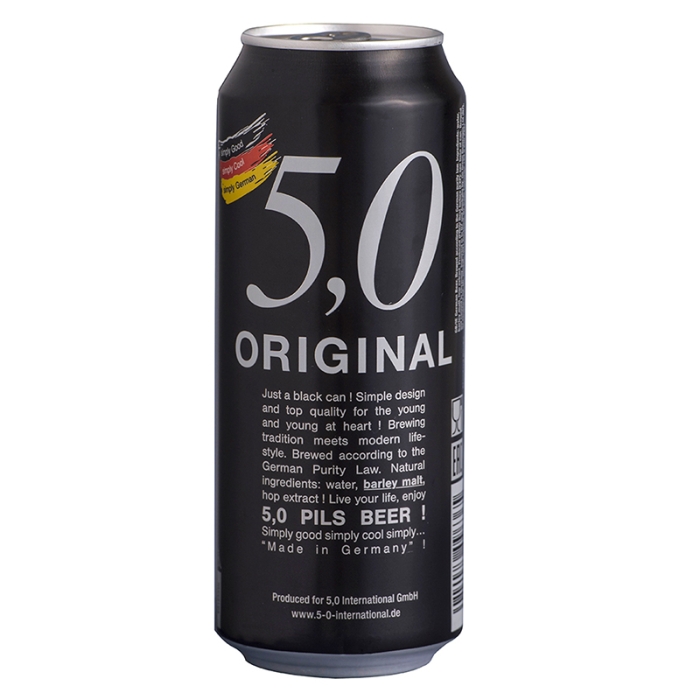 simply Good
simply Cool
simply German
5,0
ORIGINAL
Just a black can ! Simple design
and top quality for the young
and young at heart ! Brewing
tradition meets modern life-
style. Brewed according to the
German Purity Law. Natural
ingredients: water, barley malt,
hop extract ! Live your life, enjoy
5,0 PILS BEER !
Simply good simply cool simply...
"Made in Germany" !
Produced for 5,0 International GmbH
www.5-0-international.de
EAC